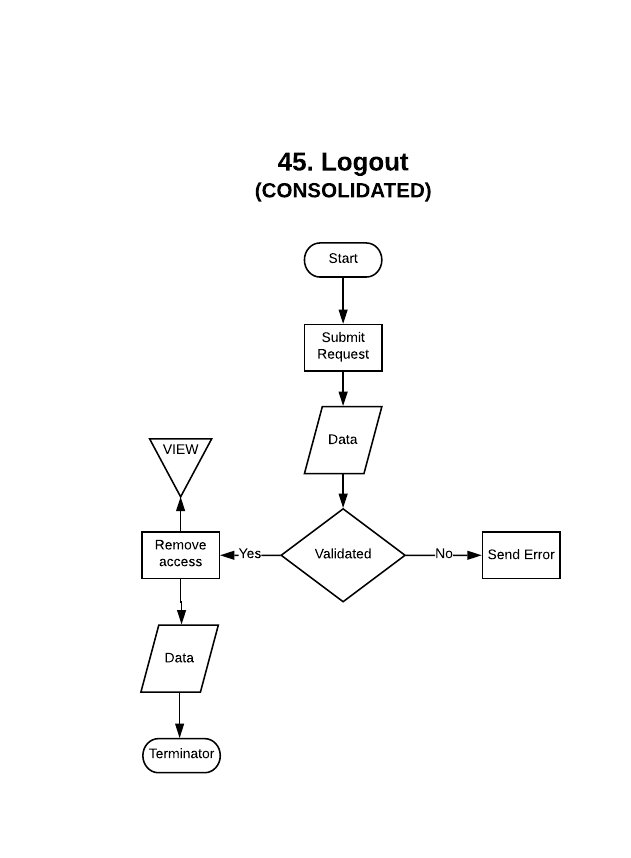 45. Logout
(CONSOLIDATED)
Start
Submit
Request
Data
VIEW
Remove
access
Yes
Validated
No
Send Error
Data
Terminator